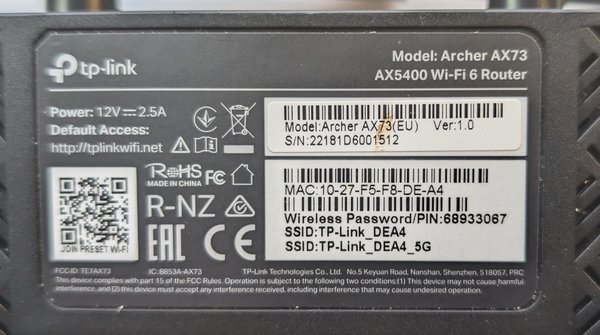 tp-link
Model: Archer AX73
AX5400 Wi-Fi 6 Router
Power: 12V⎓2.5A
Default Access:
http://tplinkwifi.net
Model:Archer AX73(EU) Ver:1.0
S/N:22181D6001512
RoHS
MADE IN CHINA
FC
R-NZ
EAC CE
JOIN PRESET Wi-Fi
MAC:10-27-F5-F8-DE-A4
Wireless Password/PIN:68933067
SSID:TP-Link_DEA4
SSID:TP-Link_DEA4_5G
FCC ID: TE7AX73 IC: 8853A-AX73 TP-Link Technologies Co., Ltd. No.5 Keyuan Road, Nanshan, Shenzhen, 518057, PRC
This device complies with part 15 of the FCC Rules. Operation is subject to the following two conditions:(1) This device may not cause harmful
interference, and (2) this device must accept any interference received, including interference that may cause undesired operation.